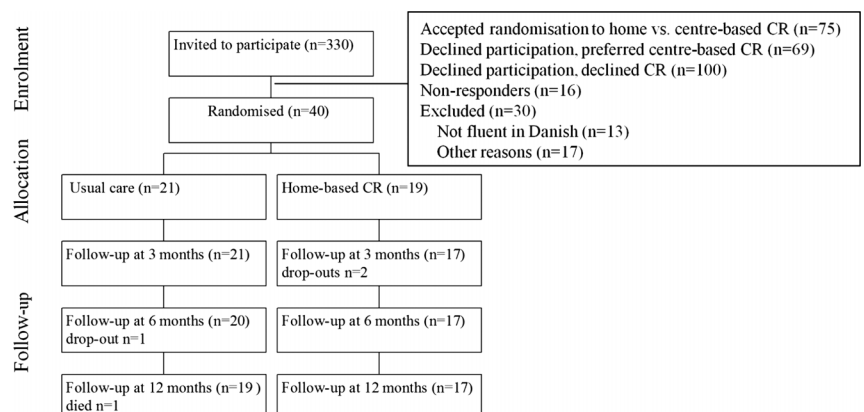 Enrolment
Invited to participate (n=330)
Accepted randomisation to home vs. centre-based CR (n=75)
Declined participation, preferred centre-based CR (n=69)
Declined participation, declined CR (n=100)
Non-responders (n=16)
Excluded (n=30)
Not fluent in Danish (n=13)
Other reasons (n=17)
Randomised (n=40)
Allocation
Usual care (n=21)
Home-based CR (n=19)
Follow-up
Follow-up at 3 months (n=21)
Follow-up at 3 months (n=17)
drop-outs n=2
Follow-up at 6 months (n=20)
drop-out n=1
Follow-up at 6 months (n=17)
Follow-up at 12 months (n=19 )
died n=1
Follow-up at 12 months (n=17)